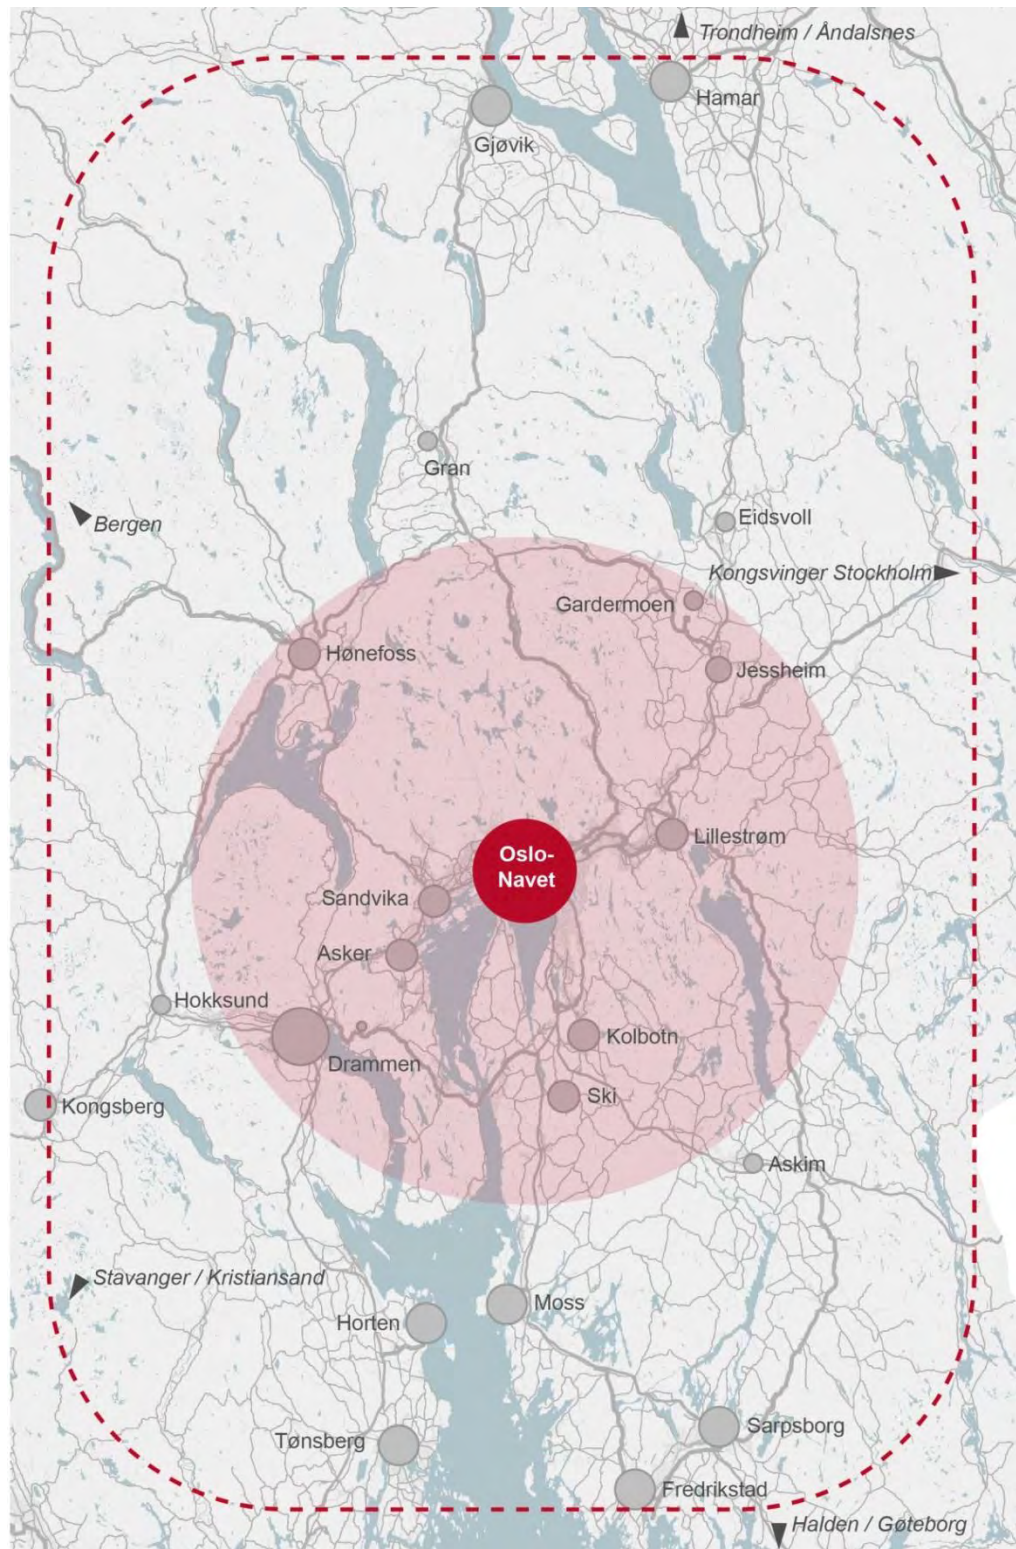 Trondheim / Åndalsnes
Hamar
Gjøvik
Gran
Eidsvoll
Bergen
Kongsvinger Stockholm
Gardermoen
Hønefoss
Jessheim
Lillestrøm
Oslo-
Navet
Sandvika
Asker
Hokksund
Kolbotn
Drammen
Ski
Kongsberg
Askim
Stavanger / Kristiansand
Moss
Horten
Sarpsborg
Tønsberg
Fredrikstad
Halden / Gøteborg